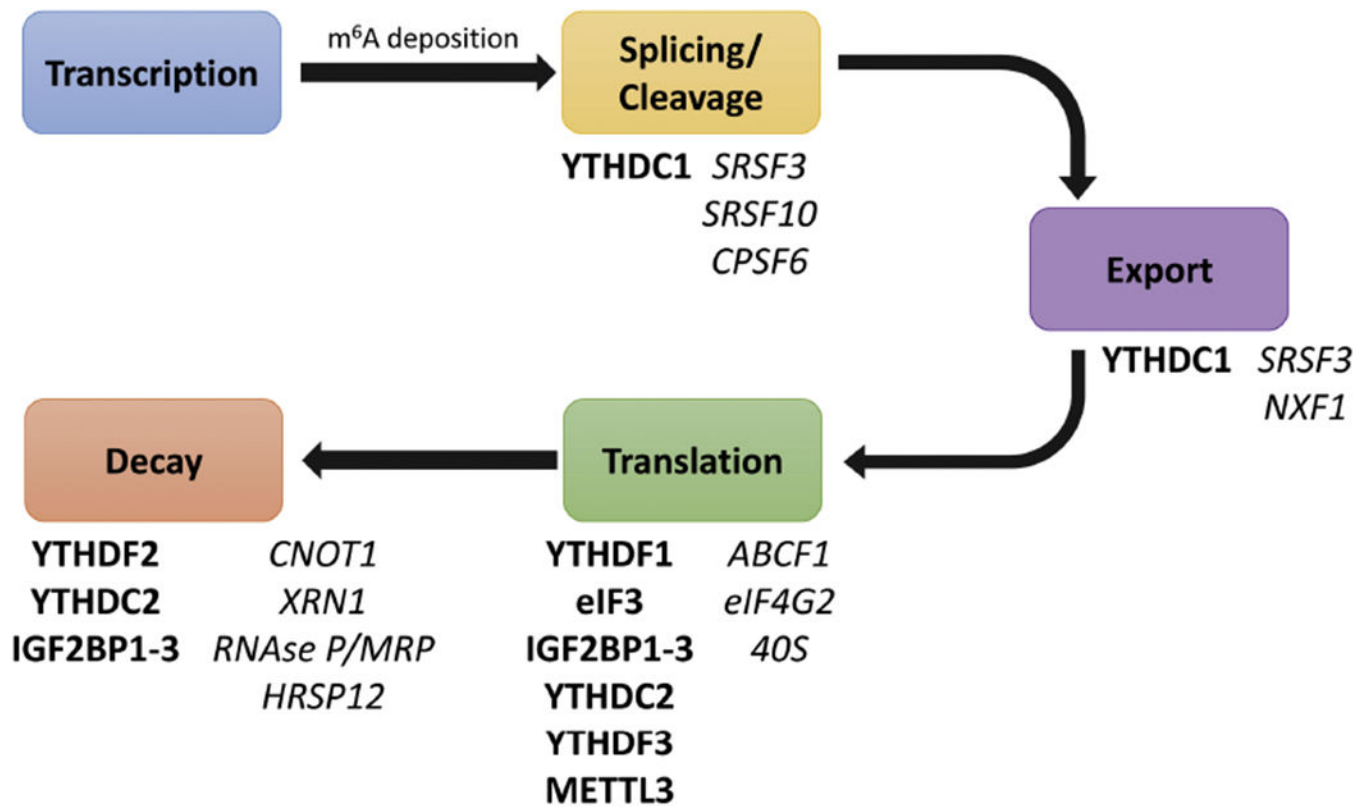 Transcription
m⁶A deposition
Splicing/
Cleavage
YTHDC1 SRSF3
SRSF10
CPSF6
Export
YTHDC1 SRSF3
NXF1
Translation
YTHDF1 ABCF1
eIF3 eIF4G2
IGF2BP1-3 40S
YTHDC2
YTHDF3
METTL3
Decay
YTHDF2 CNOT1
YTHDC2 XRN1
IGF2BP1-3 RNAse P/MRP
HRSP12